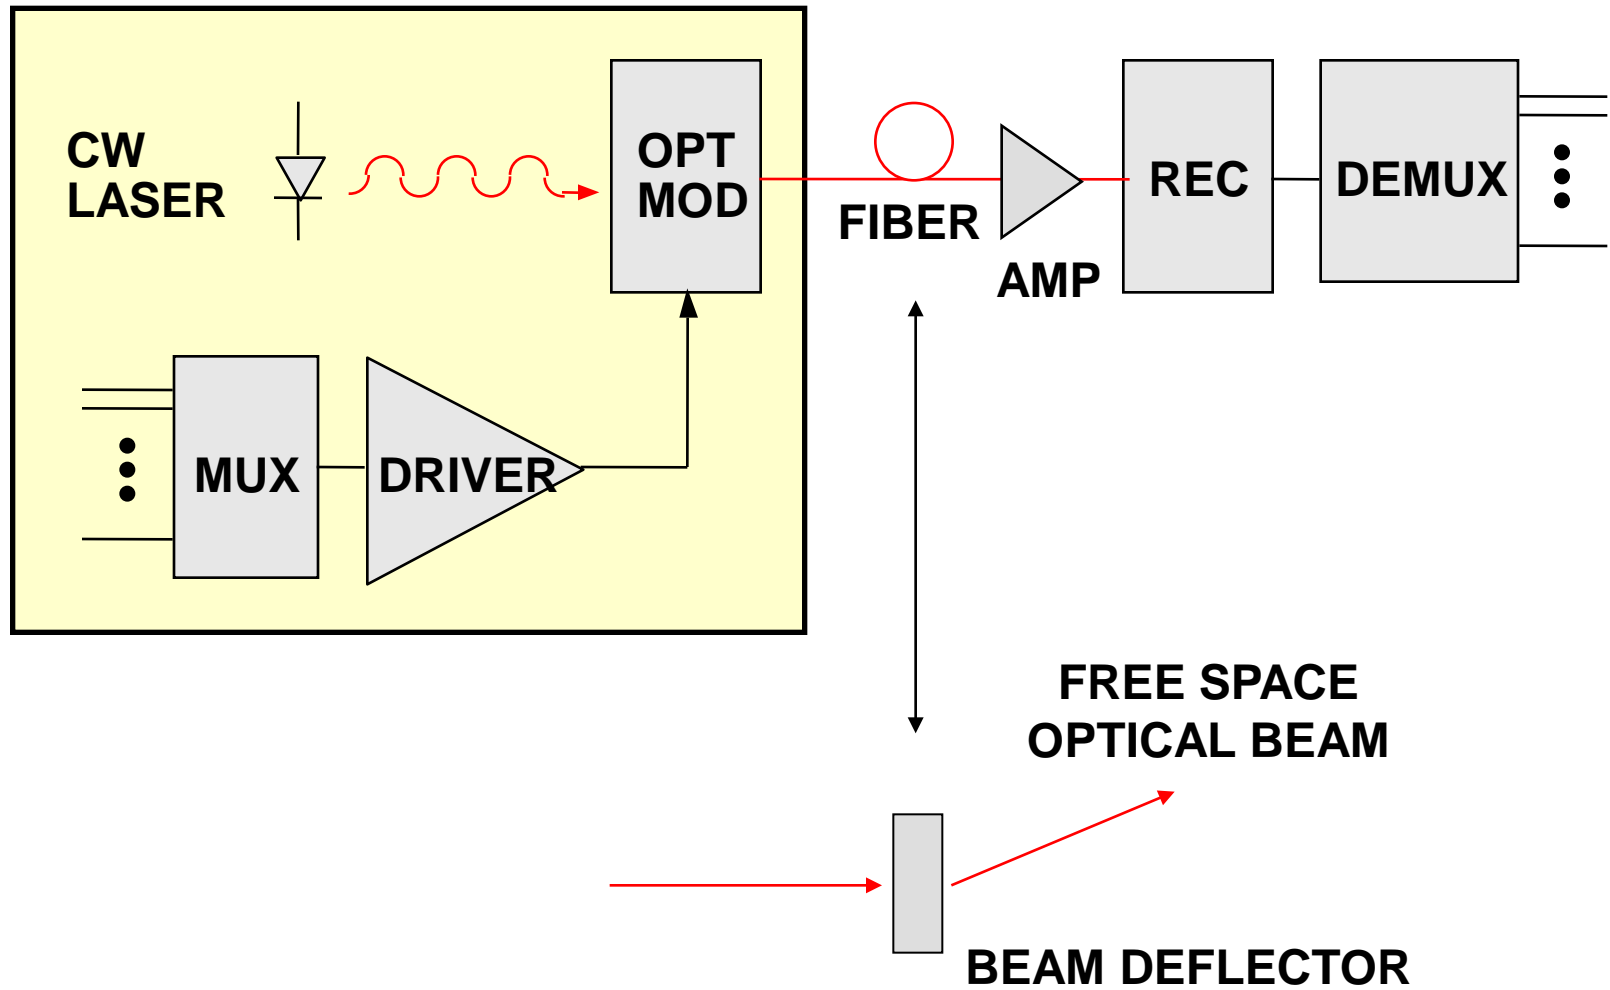 CW
LASER
OPT
MOD
FIBER
AMP
REC
DEMUX
MUX
DRIVER
FREE SPACE
OPTICAL BEAM
BEAM DEFLECTOR